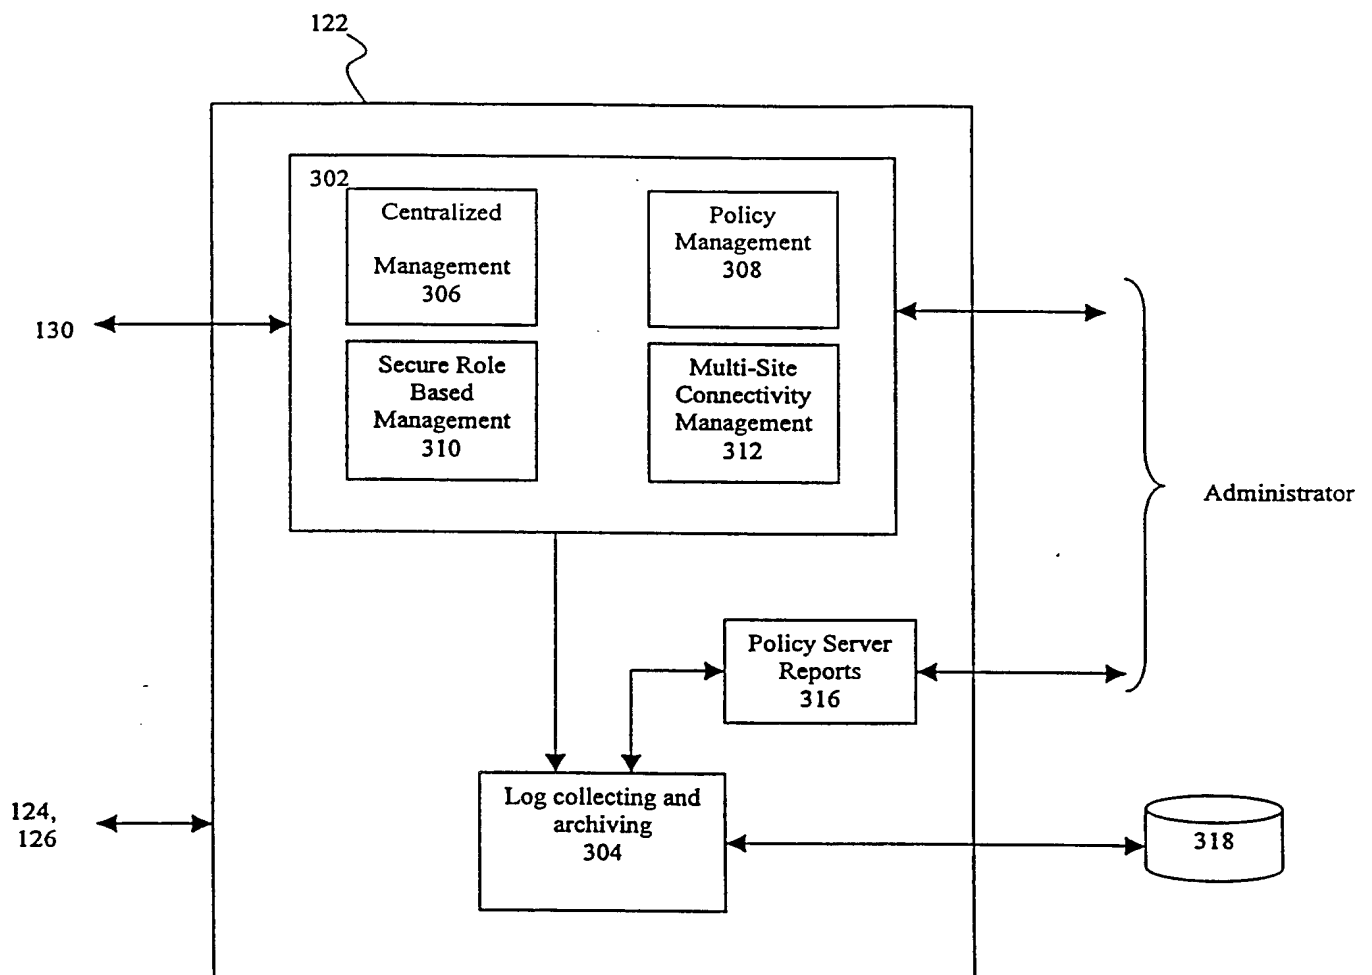 122
302
Centralized
Management
306
Policy
Management
308
130
Secure Role
Based
Management
310
Multi-Site
Connectivity
Management
312
Administrator
Policy Server
Reports
316
Log collecting and
archiving
304
124,
126
318